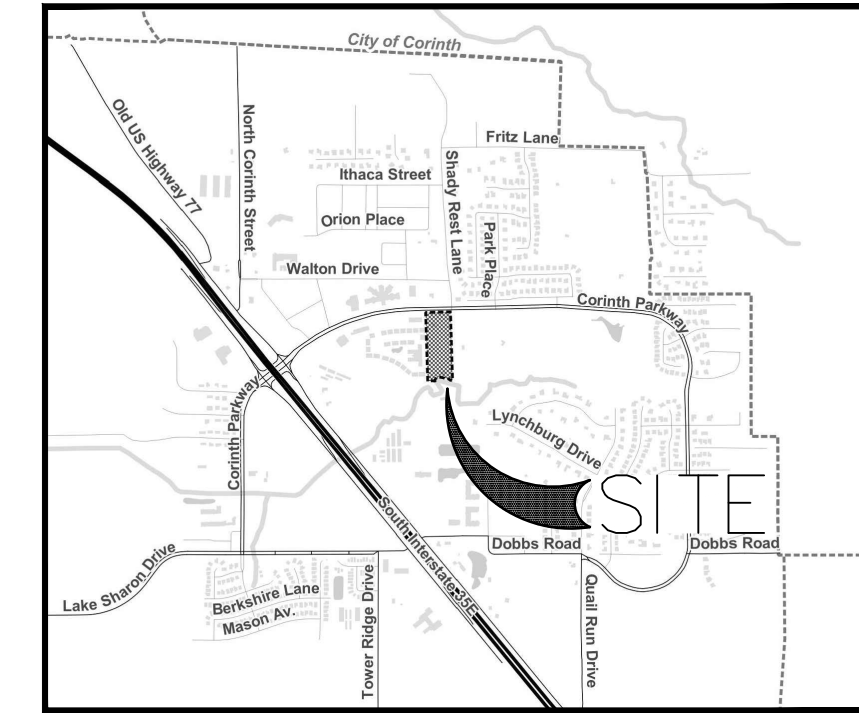 City of Corinth
Old US Highway 77
North Corinth Street
Fritz Lane
Ithaca Street
Shady Rest Lane
Orion Place
Park Place
Walton Drive
Corinth Parkway
Corinth Parkway
Lynchburg Drive
SITE
South Interstate 35E
Dobbs Road
Dobbs Road
Lake Sharon Drive
Berkshire Lane
Mason Av.
Tower Ridge Drive
Quail Run Drive